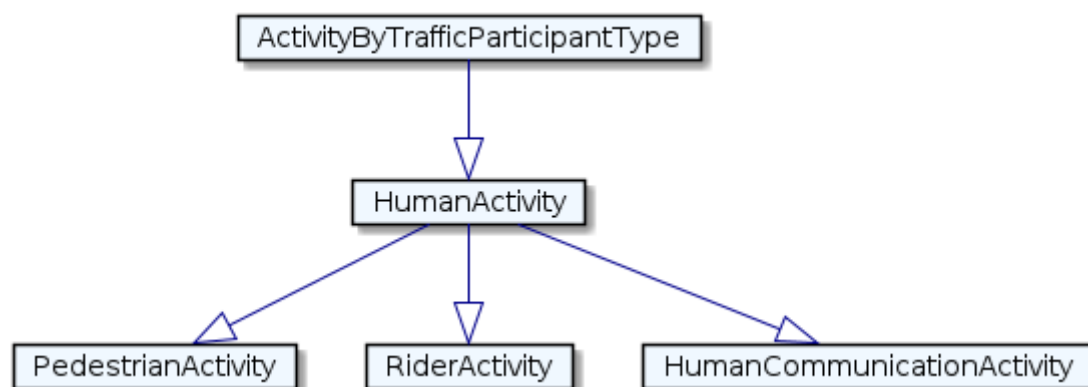 ActivityByTrafficParticipantType
HumanActivity
PedestrianActivity
RiderActivity
HumanCommunicationActivity